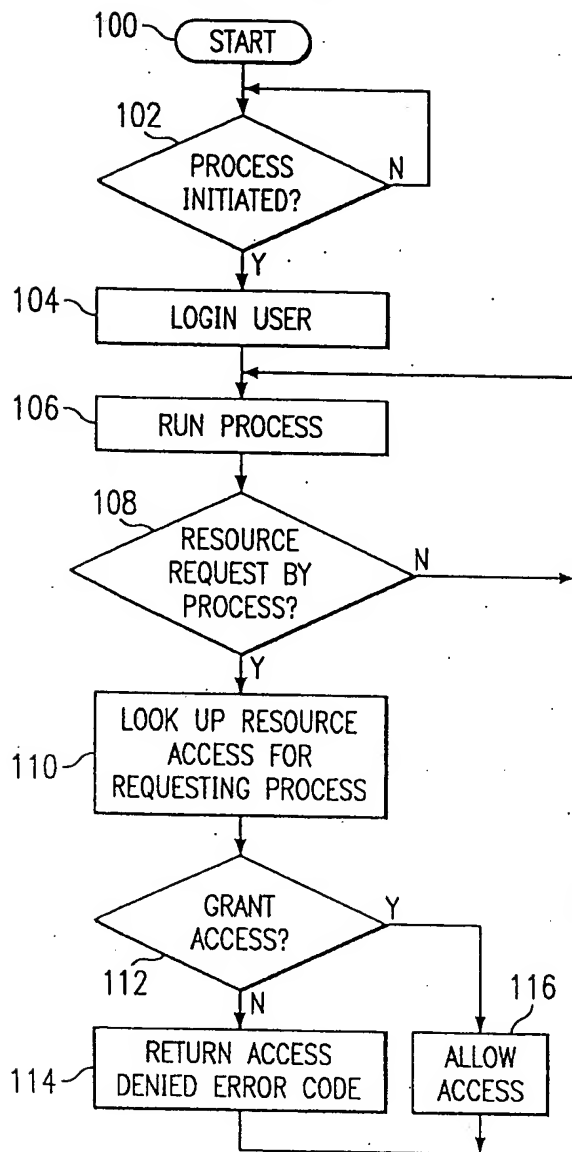 100
START
102
PROCESS
INITIATED?
N
Y
104
LOGIN USER
106
RUN PROCESS
108
RESOURCE
REQUEST BY
PROCESS?
N
Y
110
LOOK UP RESOURCE
ACCESS FOR
REQUESTING PROCESS
GRANT
ACCESS?
Y
112
N
116
114
RETURN ACCESS
DENIED ERROR CODE
ALLOW
ACCESS